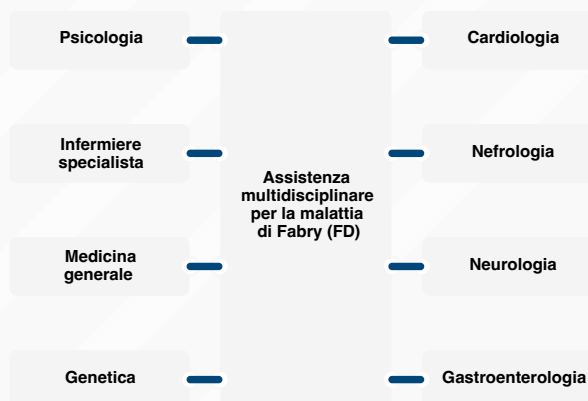 Psicologia
Cardiologia
Infermiere
specialista
Nefrologia
Assistenza
multidisciplinare
per la malattia
di Fabry (FD)
Medicina
generale
Neurologia
Genetica
Gastroenterologia